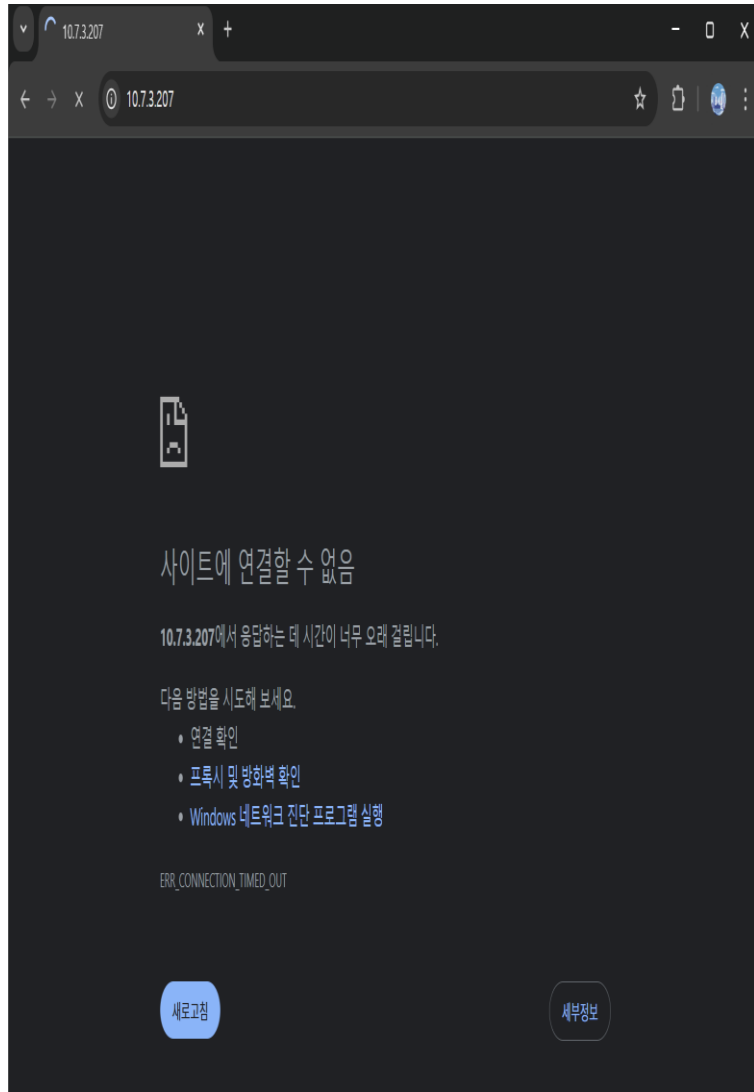 10.7.3.207
10.7.3.207
사이트에 연결할 수 없음
10.7.3.207에서 응답하는 데 시간이 너무 오래 걸립니다.
다음 방법을 시도해 보세요.
연결 확인
프록시 및 방화벽 확인
Windows 네트워크 진단 프로그램 실행
ERR_CONNECTION_TIMED_OUT
새로고침
세부정보